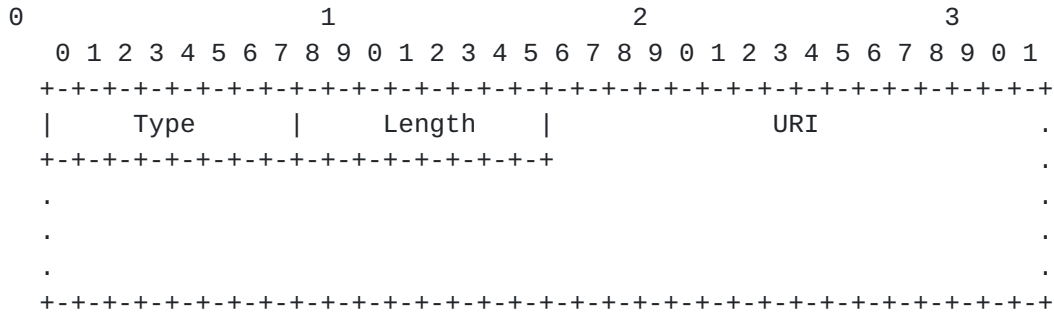 0                   1                   2                   3
   0 1 2 3 4 5 6 7 8 9 0 1 2 3 4 5 6 7 8 9 0 1 2 3 4 5 6 7 8 9 0 1
  +-+-+-+-+-+-+-+-+-+-+-+-+-+-+-+-+-+-+-+-+-+-+-+-+-+-+-+-+-+-+-+-+
  |     Type      |     Length    |              URI              .
  +-+-+-+-+-+-+-+-+-+-+-+-+-+-+-+-+                               .
  .                                                               .
  .                                                               .
  .                                                               .
  +-+-+-+-+-+-+-+-+-+-+-+-+-+-+-+-+-+-+-+-+-+-+-+-+-+-+-+-+-+-+-+-+